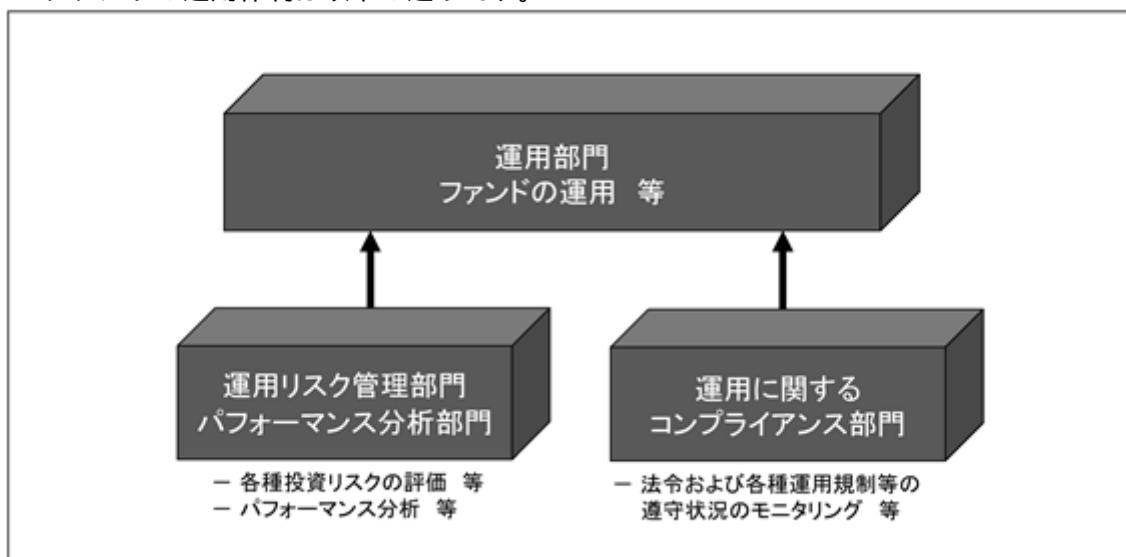 運用部門
ファンドの運用 等
運用リスク管理部門
パフォーマンス分析部門
運用に関する
コンプライアンス部門
－ 各種投資リスクの評価 等
－ パフォーマンス分析 等
－ 法令および各種運用規制等の
遵守状況のモニタリング 等